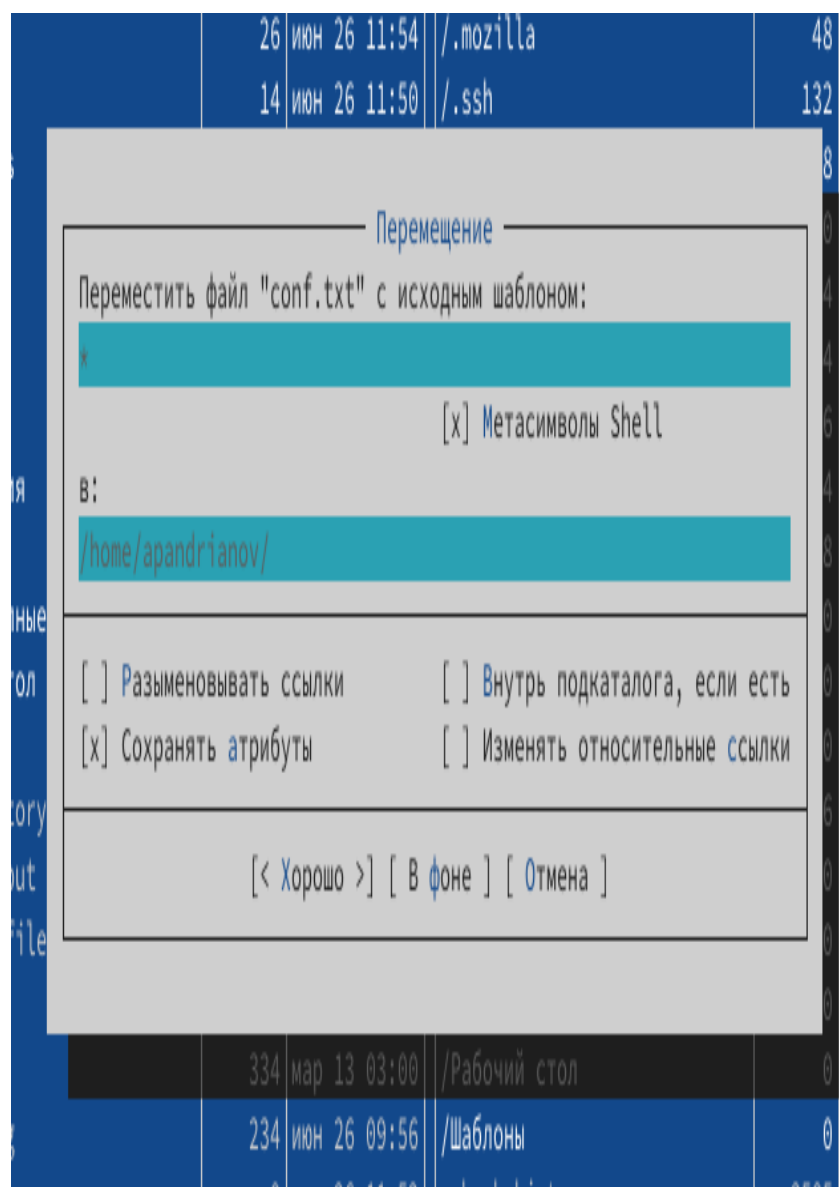 26 июн 26 11:54 /.mozilla 48
14 июн 26 11:50 /.ssh 132
8
Перемещение
Переместить файл "conf.txt" с исходным шаблоном:
*
[x] Метасимволы Shell
в:
/home/apandrianov/
[ ] Разыменовывать ссылки [ ] Внутрь подкаталога, если есть
[x] Сохранять атрибуты [ ] Изменять относительные ссылки
[< Хорошо >] [ В фоне ] [ Отмена ]
334 мар 13 03:00 /Рабочий стол 0
234 июн 26 09:56 /Шаблоны 0